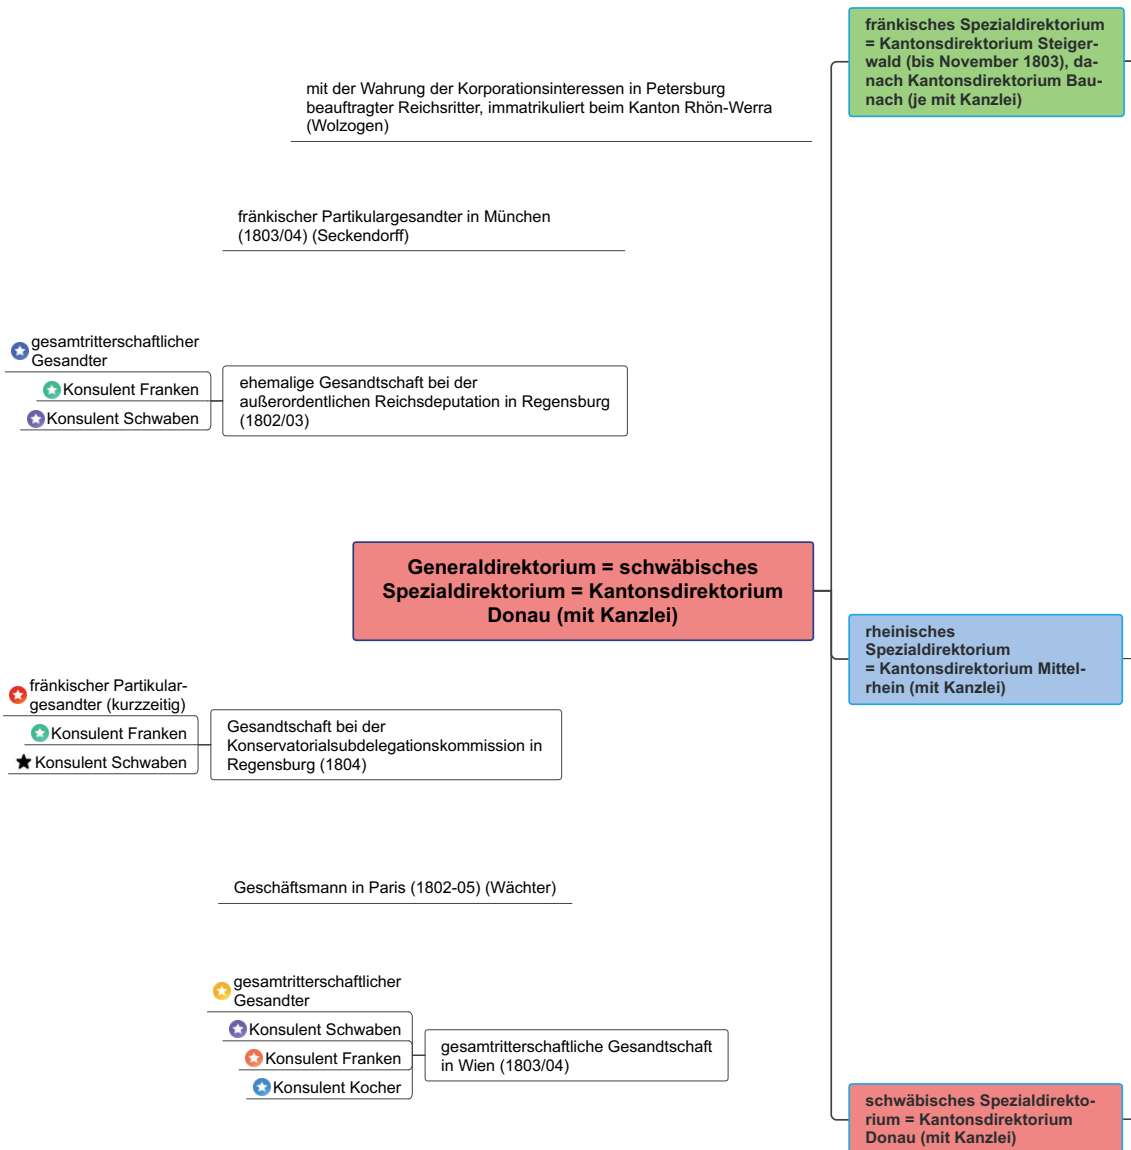 fränkisches Spezialdirektorium
= Kantonsdirektorium Steiger-
wald (bis November 1803), da-
nach Kantonsdirektorium Bau-
nach (je mit Kanzlei)
mit der Wahrung der Korporationsinteressen in Petersburg
beauftragter Reichsritter, immatrikuliert beim Kanton Rhön-Werra
(Wolzogen)
fränkischer Partikulargesandter in München
(1803/04) (Seckendorff)
gesamtritterschaftlicher
Gesandter
Konsulent Franken
Konsulent Schwaben
ehemalige Gesandtschaft bei der
außerordentlichen Reichsdeputation in Regensburg
(1802/03)
Generaldirektorium = schwäbisches
Spezialdirektorium = Kantonsdirektorium
Donau (mit Kanzlei)
rheinisches
Spezialdirektorium
= Kantonsdirektorium Mittel-
rhein (mit Kanzlei)
fränkischer Partikular-
gesandter (kurzzeitig)
Konsulent Franken
Konsulent Schwaben
Gesandtschaft bei der
Konservatorialsubdelegationskommission in
Regensburg (1804)
Geschäftsmann in Paris (1802-05) (Wächter)
gesamtritterschaftlicher
Gesandter
Konsulent Schwaben
Konsulent Franken
Konsulent Kocher
gesamtritterschaftliche Gesandtschaft
in Wien (1803/04)
schwäbisches Spezialdirekto-
rium = Kantonsdirektorium
Donau (mit Kanzlei)